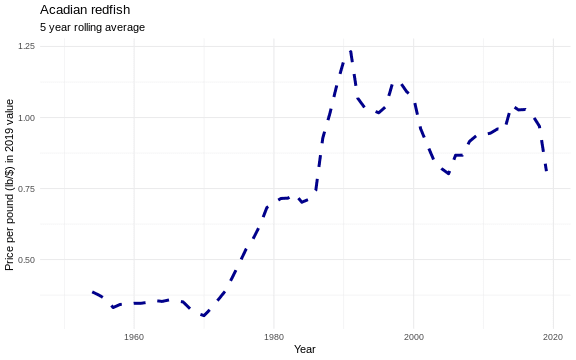 Acadian redfish
5 year rolling average
Price per pound (lb/$) in 2019 value
1.25
1.00
0.75
0.50
1960
1980
2000
2020
Year